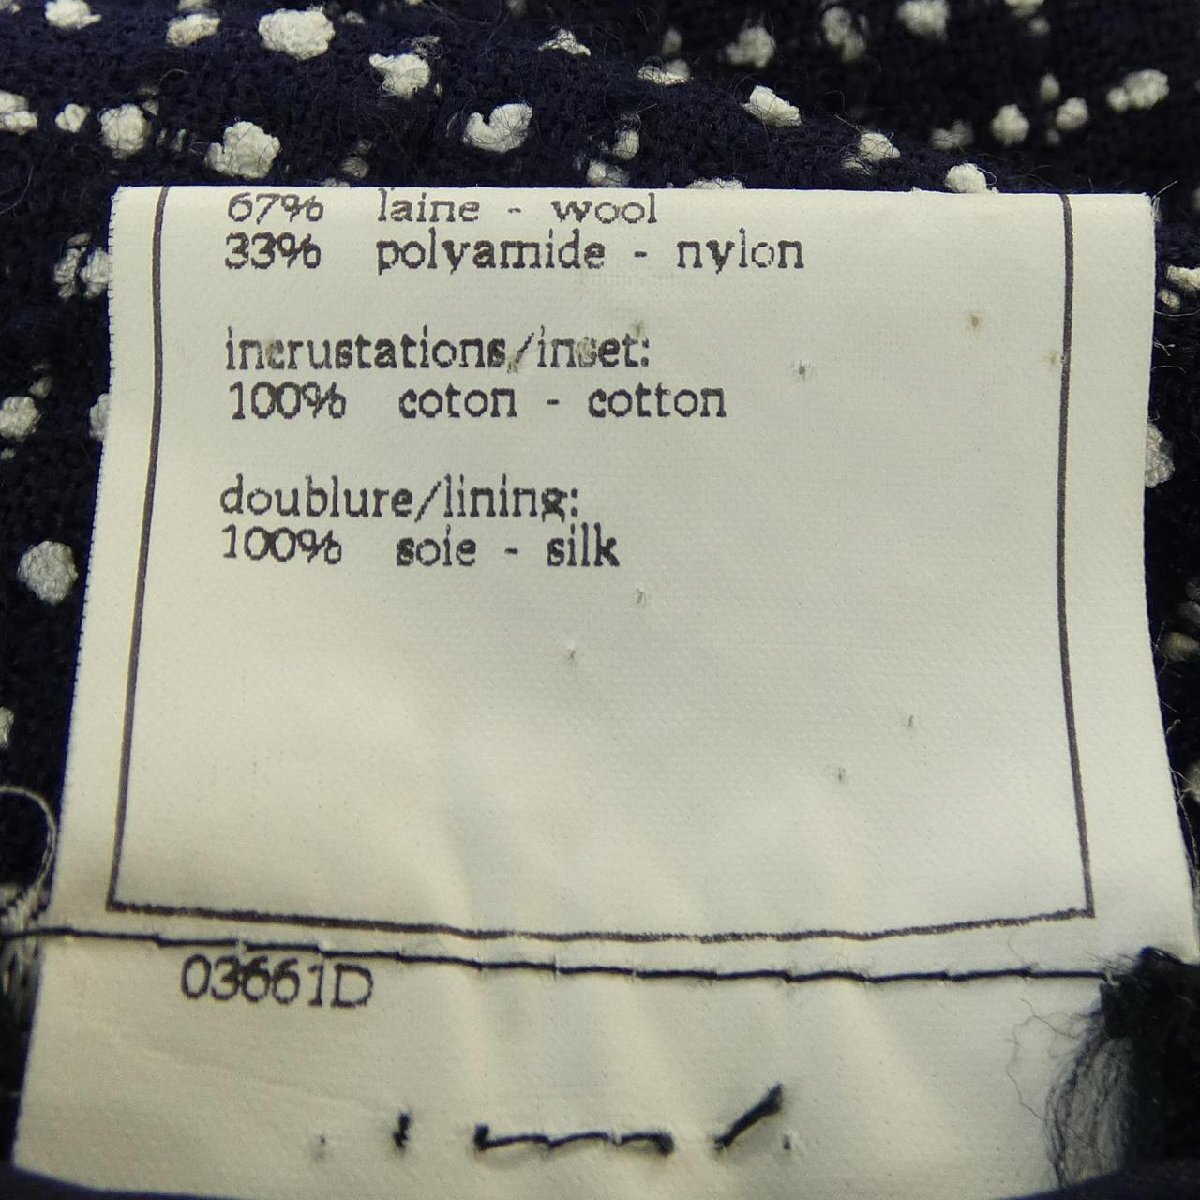 67% laine - wool
33% polyamide - nylon
incrustations/inset:
100% coton - cotton
doublure/lining:
100% soie - silk
03661D